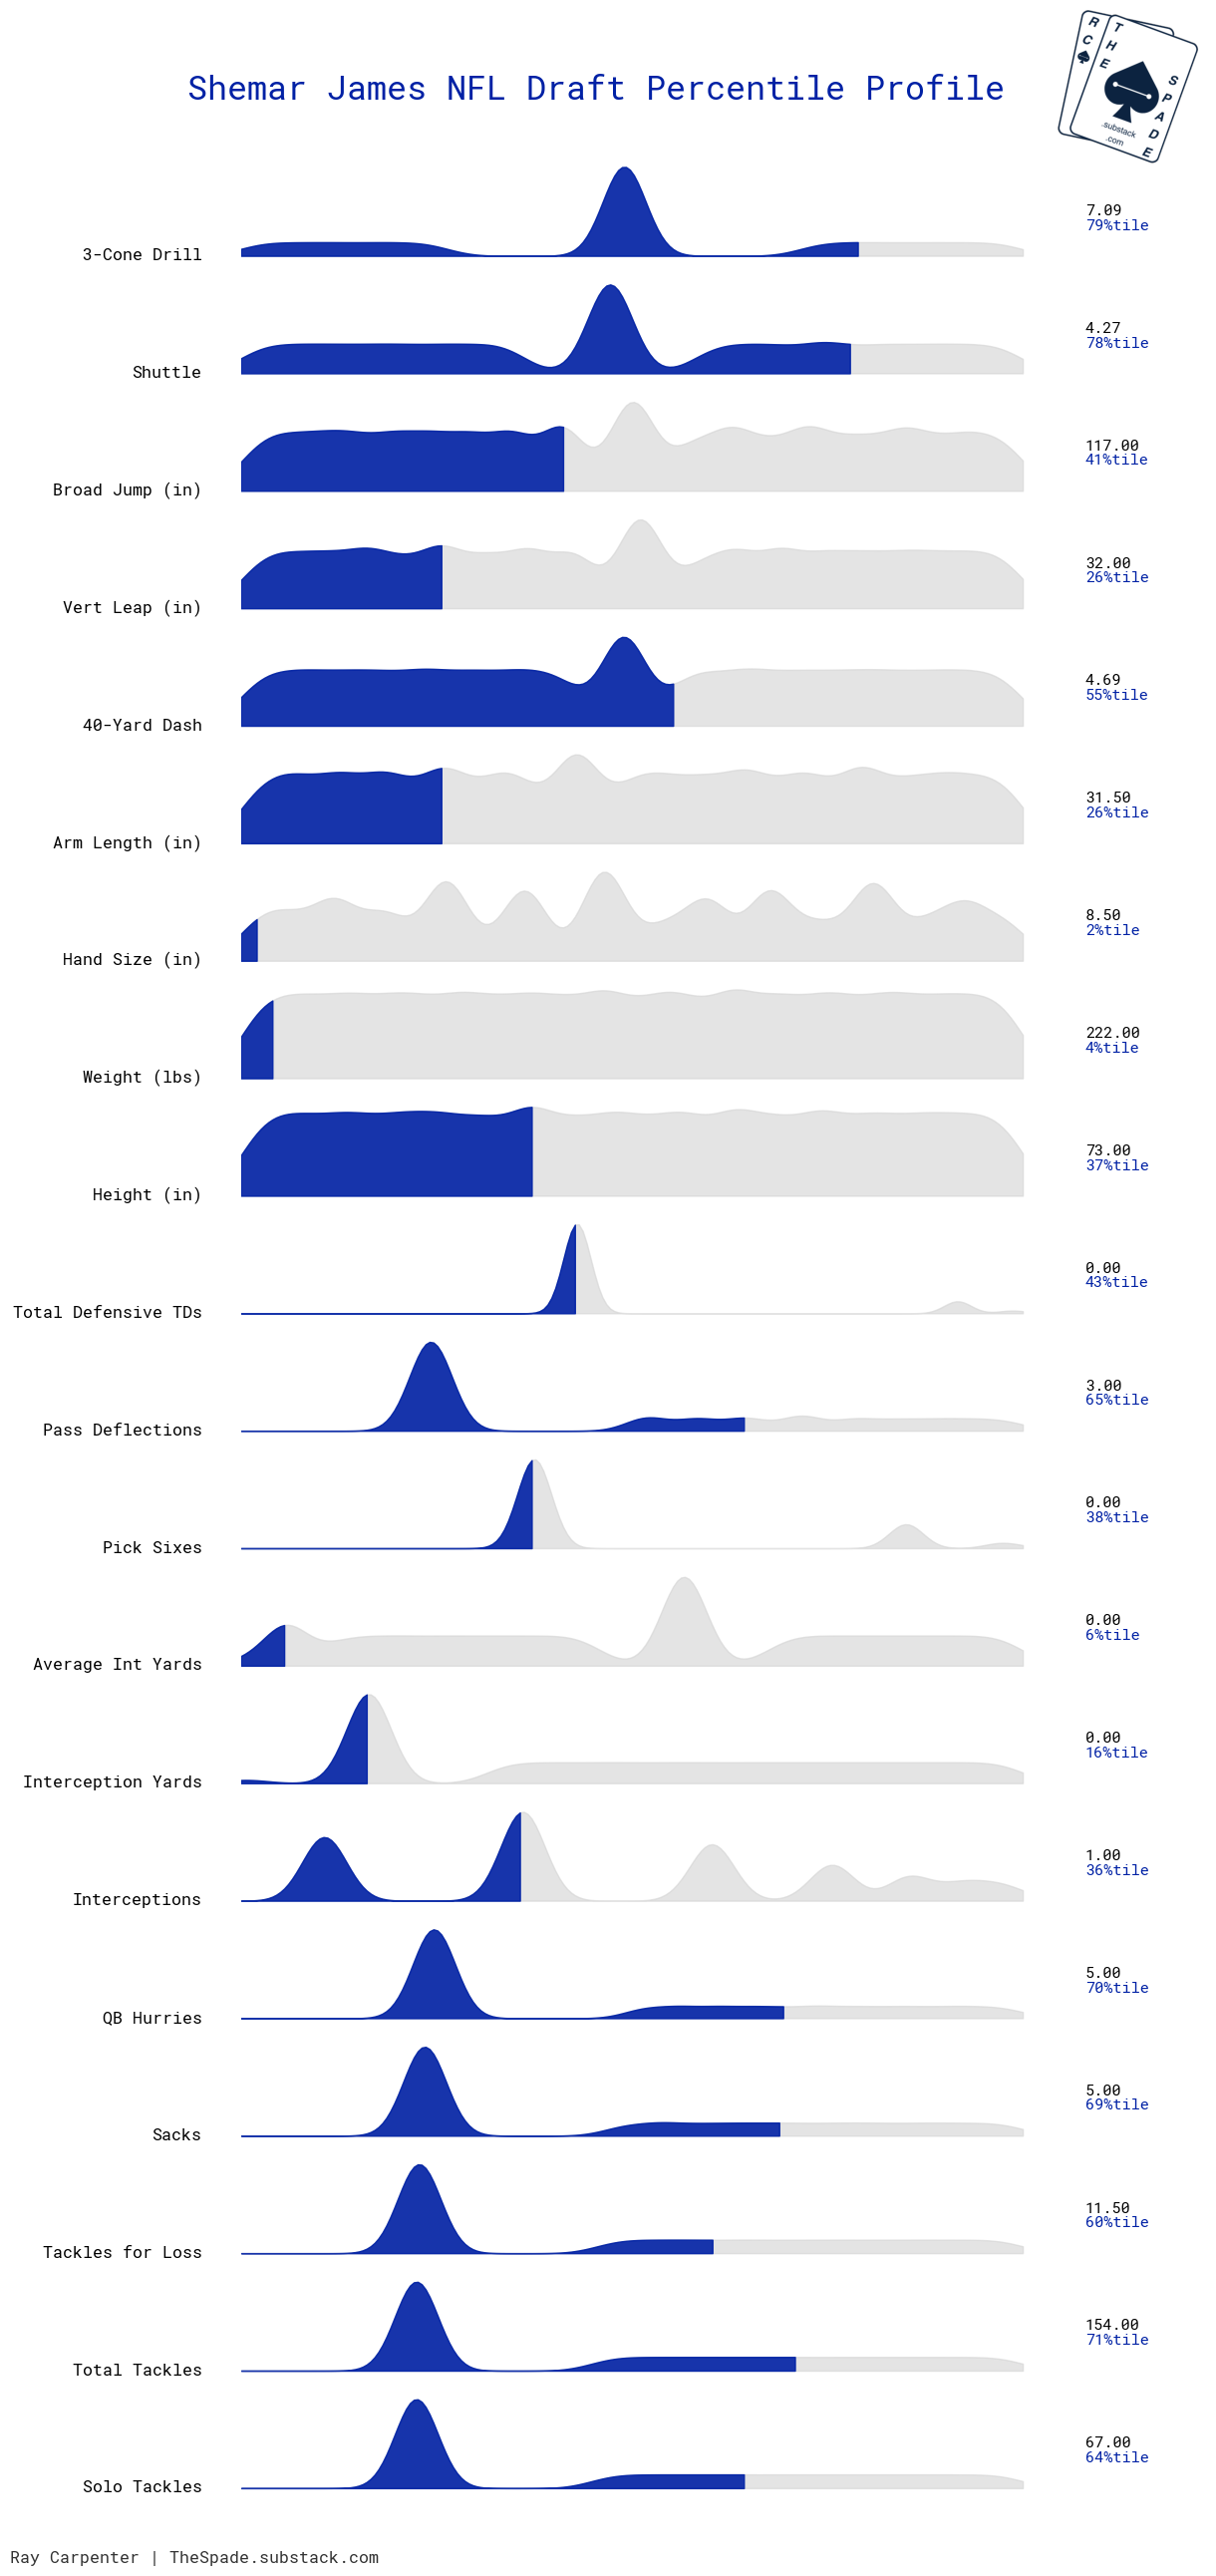 RC
THE
SPADE
.substack
.com
Shemar James NFL Draft Percentile Profile
3-Cone Drill
7.09
79%tile
Shuttle
4.27
78%tile
Broad Jump (in)
117.00
41%tile
Vert Leap (in)
32.00
26%tile
40-Yard Dash
4.69
55%tile
Arm Length (in)
31.50
26%tile
Hand Size (in)
8.50
2%tile
Weight (lbs)
222.00
4%tile
Height (in)
73.00
37%tile
Total Defensive TDs
0.00
43%tile
Pass Deflections
3.00
65%tile
Pick Sixes
0.00
38%tile
Average Int Yards
0.00
6%tile
Interception Yards
0.00
16%tile
Interceptions
1.00
36%tile
QB Hurries
5.00
70%tile
Sacks
5.00
69%tile
Tackles for Loss
11.50
60%tile
Total Tackles
154.00
71%tile
Solo Tackles
67.00
64%tile
Ray Carpenter | TheSpade.substack.com